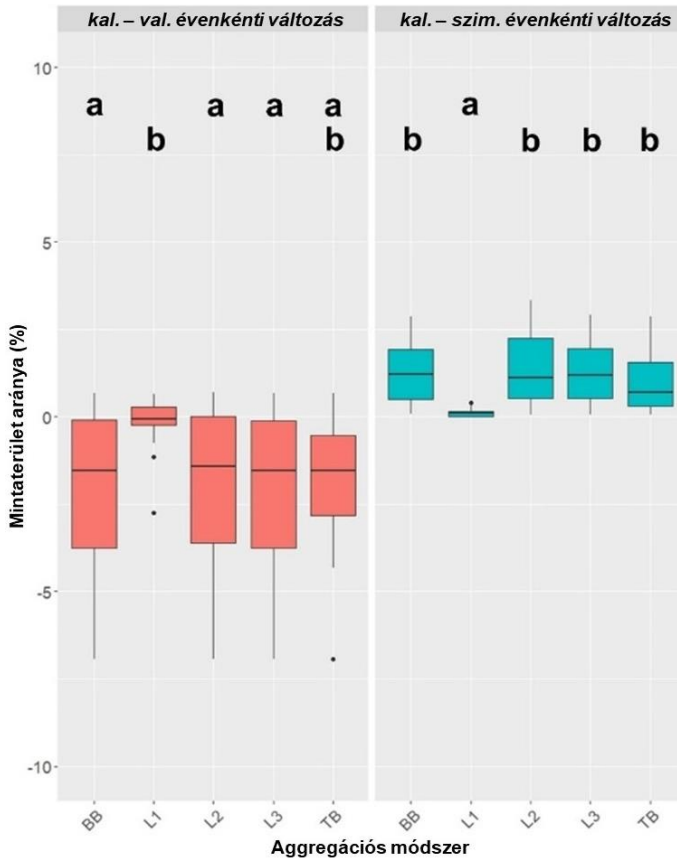 kal. – val. évenkénti változás
kal. – szim. évenkénti változás
10
5
0
-5
-10
Mintaterület aránya (%)
a a a a
b b
a
b b b b
BB L1 L2 L3 TB
BB L1 L2 L3 TB
Aggregációs módszer